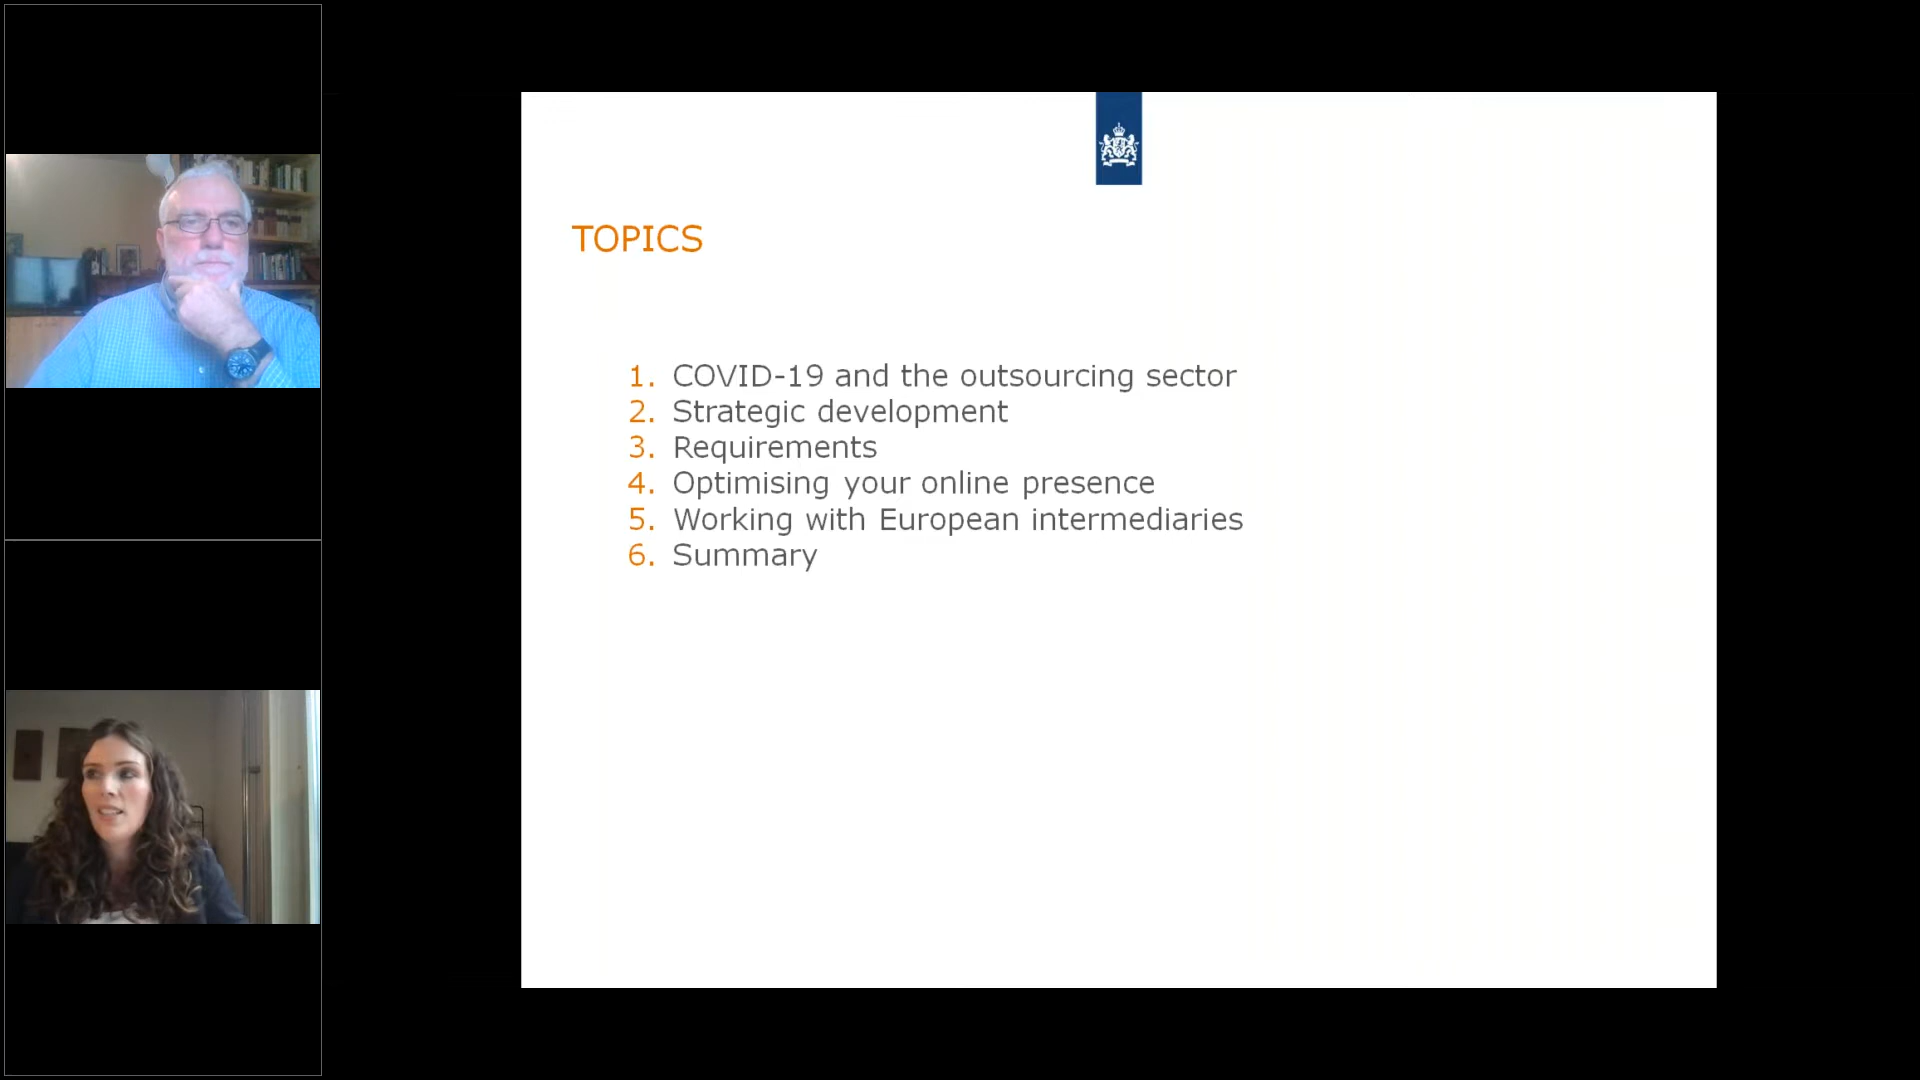 TOPICS
1. COVID-19 and the outsourcing sector
2. Strategic development
3. Requirements
4. Optimising your online presence
5. Working with European intermediaries
6. Summary